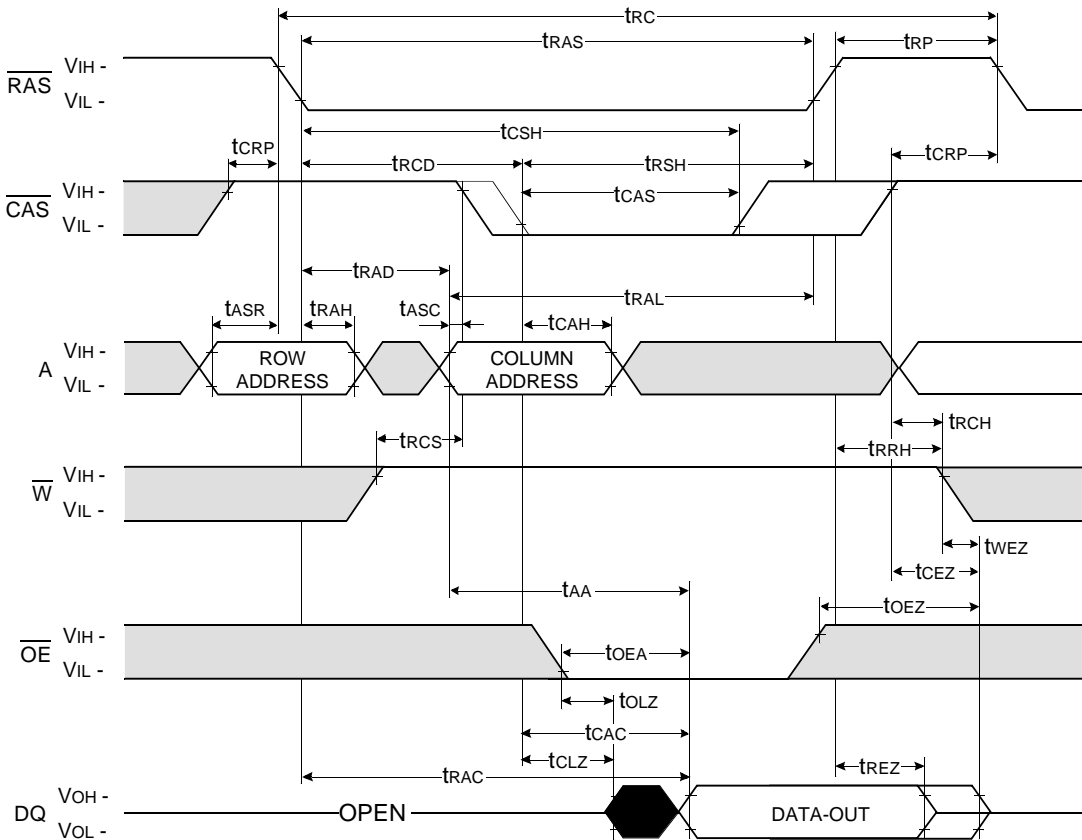 tRC
tRAS
tRP
RAS
VIH -
VIL -
tCSH
tCRP
tRCD
tRSH
tCRP
CAS
VIH -
VIL -
tCAS
tRAD
tRAL
tASR
tRAH
tASC
tCAH
A
VIH -
VIL -
ROW
ADDRESS
COLUMN
ADDRESS
tRCS
tRCH
tRRH
W
VIH -
VIL -
tWEZ
tCEZ
tAA
tOEZ
OE
VIH -
VIL -
tOEA
tOLZ
tCAC
tCLZ
tRAC
tREZ
DQ
VOH -
VOL -
OPEN
DATA-OUT